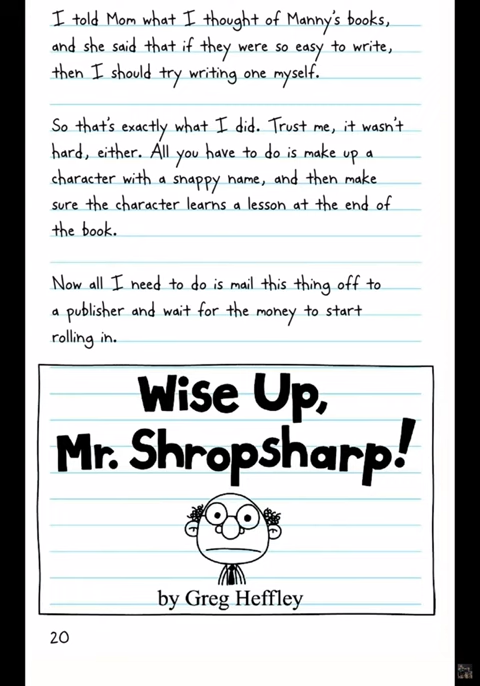 I told Mom what I thought of Manny's books,
and she said that if they were so easy to write,
then I should try writing one myself.
So that's exactly what I did. Trust me, it wasn't
hard, either. All you have to do is make up a
character with a snappy name, and then make
sure the character learns a lesson at the end of
the book.
Now all I need to do is mail this thing off to
a publisher and wait for the money to start
rolling in.
Wise Up,
Mr. Shropsharp!
by Greg Heffley
20